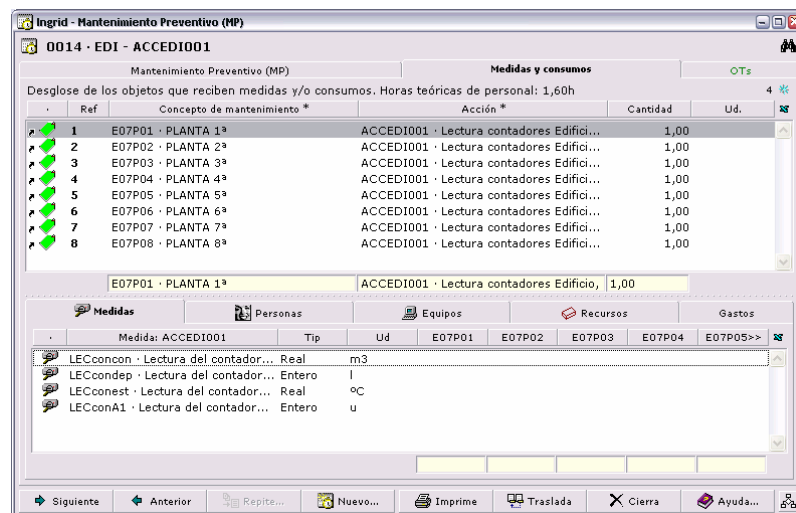 Ingrid - Mantenimiento Preventivo (MP)
0014 · EDI - ACCEDI001
Mantenimiento Preventivo (MP) Medidas y consumos OTs
Desglose de los objetos que reciben medidas y/o consumos. Horas teóricas de personal: 1,60h 4
· Ref Concepto de mantenimiento * Acción * Cantidad Ud.
1 E07P01 · PLANTA 1ª ACCEDI001 · Lectura contadores Edifici... 1,00
2 E07P02 · PLANTA 2ª ACCEDI001 · Lectura contadores Edifici... 1,00
3 E07P03 · PLANTA 3ª ACCEDI001 · Lectura contadores Edifici... 1,00
4 E07P04 · PLANTA 4ª ACCEDI001 · Lectura contadores Edifici... 1,00
5 E07P05 · PLANTA 5ª ACCEDI001 · Lectura contadores Edifici... 1,00
6 E07P06 · PLANTA 6ª ACCEDI001 · Lectura contadores Edifici... 1,00
7 E07P07 · PLANTA 7ª ACCEDI001 · Lectura contadores Edifici... 1,00
8 E07P08 · PLANTA 8ª ACCEDI001 · Lectura contadores Edifici... 1,00
E07P01 · PLANTA 1ª ACCEDI001 · Lectura contadores Edificio, 1,00
Medidas Personas Equipos Recursos Gastos
· Medida: ACCEDI001 Tip Ud E07P01 E07P02 E07P03 E07P04 E07P05>>
LECconcon · Lectura del contador... Real m3
LECcondep · Lectura del contador... Entero l
LECconest · Lectura del contador... Real ºC
LECconA1 · Lectura del contador... Entero u
Siguiente Anterior Repite... Nuevo... Imprime Traslada Cierra Ayuda...